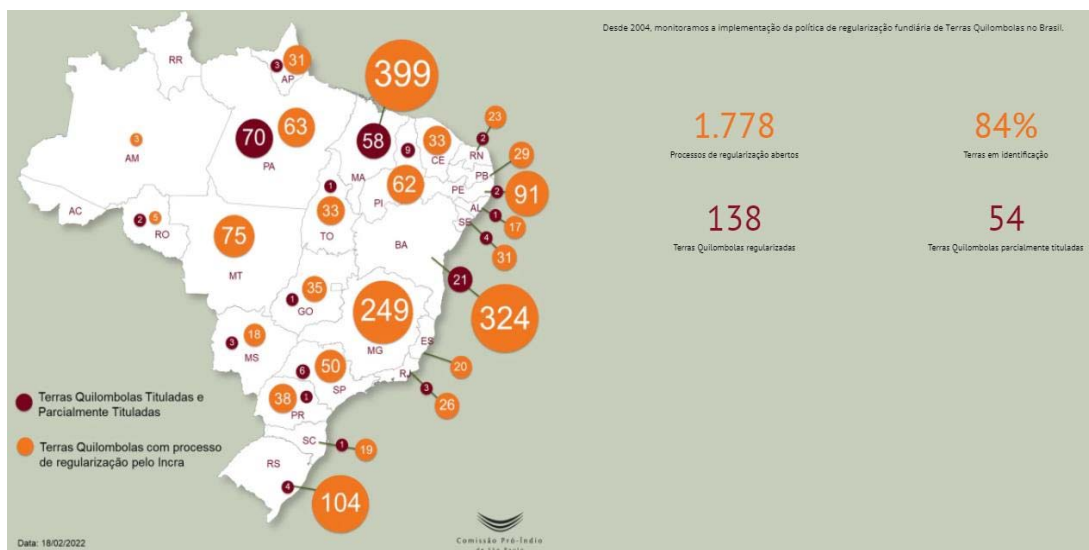 Desde 2004, monitoramos a implementação da política de regularização fundiária de Terras Quilombolas no Brasil.
RR
3
31
AP
399
3
AM
70
63
PA
58
MA
9
33
CE
23
2
RN
29
PB
PE
2
91
62
PI
AL
1
17
SE
4
31
AC
2
5
RO
1
33
TO
BA
75
MT
21
324
35
1
GO
249
MG
ES
20
3
18
MS
6
50
SP
RJ
3
26
38
1
PR
SC
1
19
RS
4
104
1.778
Processos de regularização abertos
84%
Terras em identificação
138
Terras Quilombolas regularizadas
54
Terras Quilombolas parcialmente tituladas
Terras Quilombolas Tituladas e
Parcialmente Tituladas
Terras Quilombolas com processo
de regularização pelo Incra
Data: 18/02/2022
Comissão Pró-Índio
de São Paulo